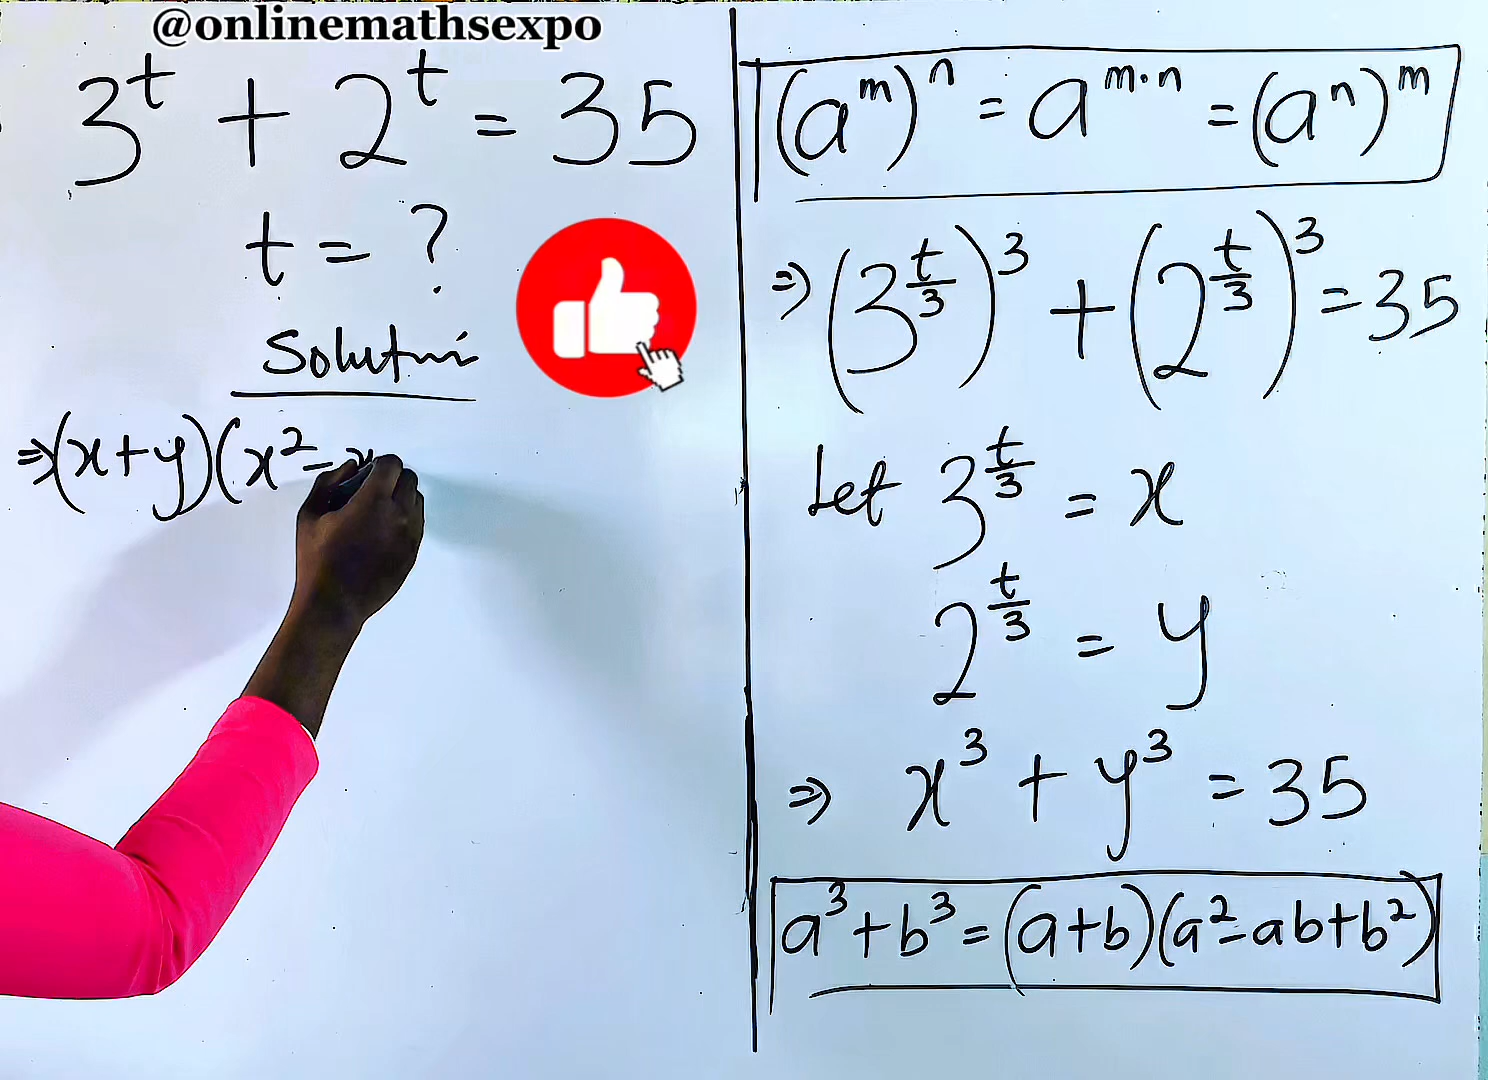 @onlinemathsexpo
3^t + 2^t = 35
t = ?
Solutni
⇒(x+y)(x²-x
(a^m)^n = a^{m·n} = (a^n)^m
⇒ (3^{t/3})³ + (2^{t/3})³ = 35
Let 3^{t/3} = x
2^{t/3} = y
⇒ x³ + y³ = 35
a³+b³ = (a+b)(a²-ab+b²)